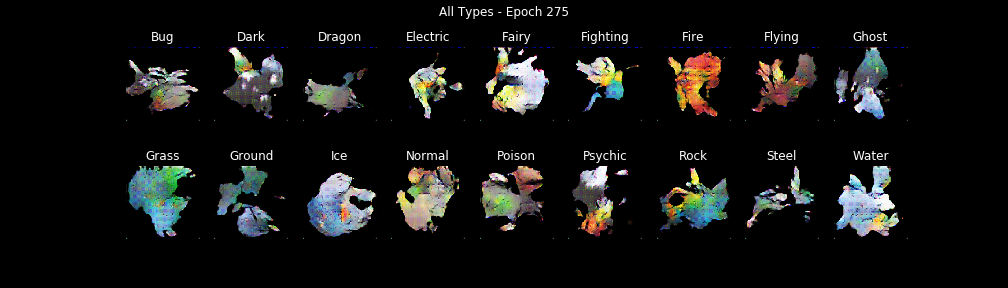 All Types - Epoch 275
Bug Dark Dragon Electric Fairy Fighting Fire Flying Ghost
Grass Ground Ice Normal Poison Psychic Rock Steel Water